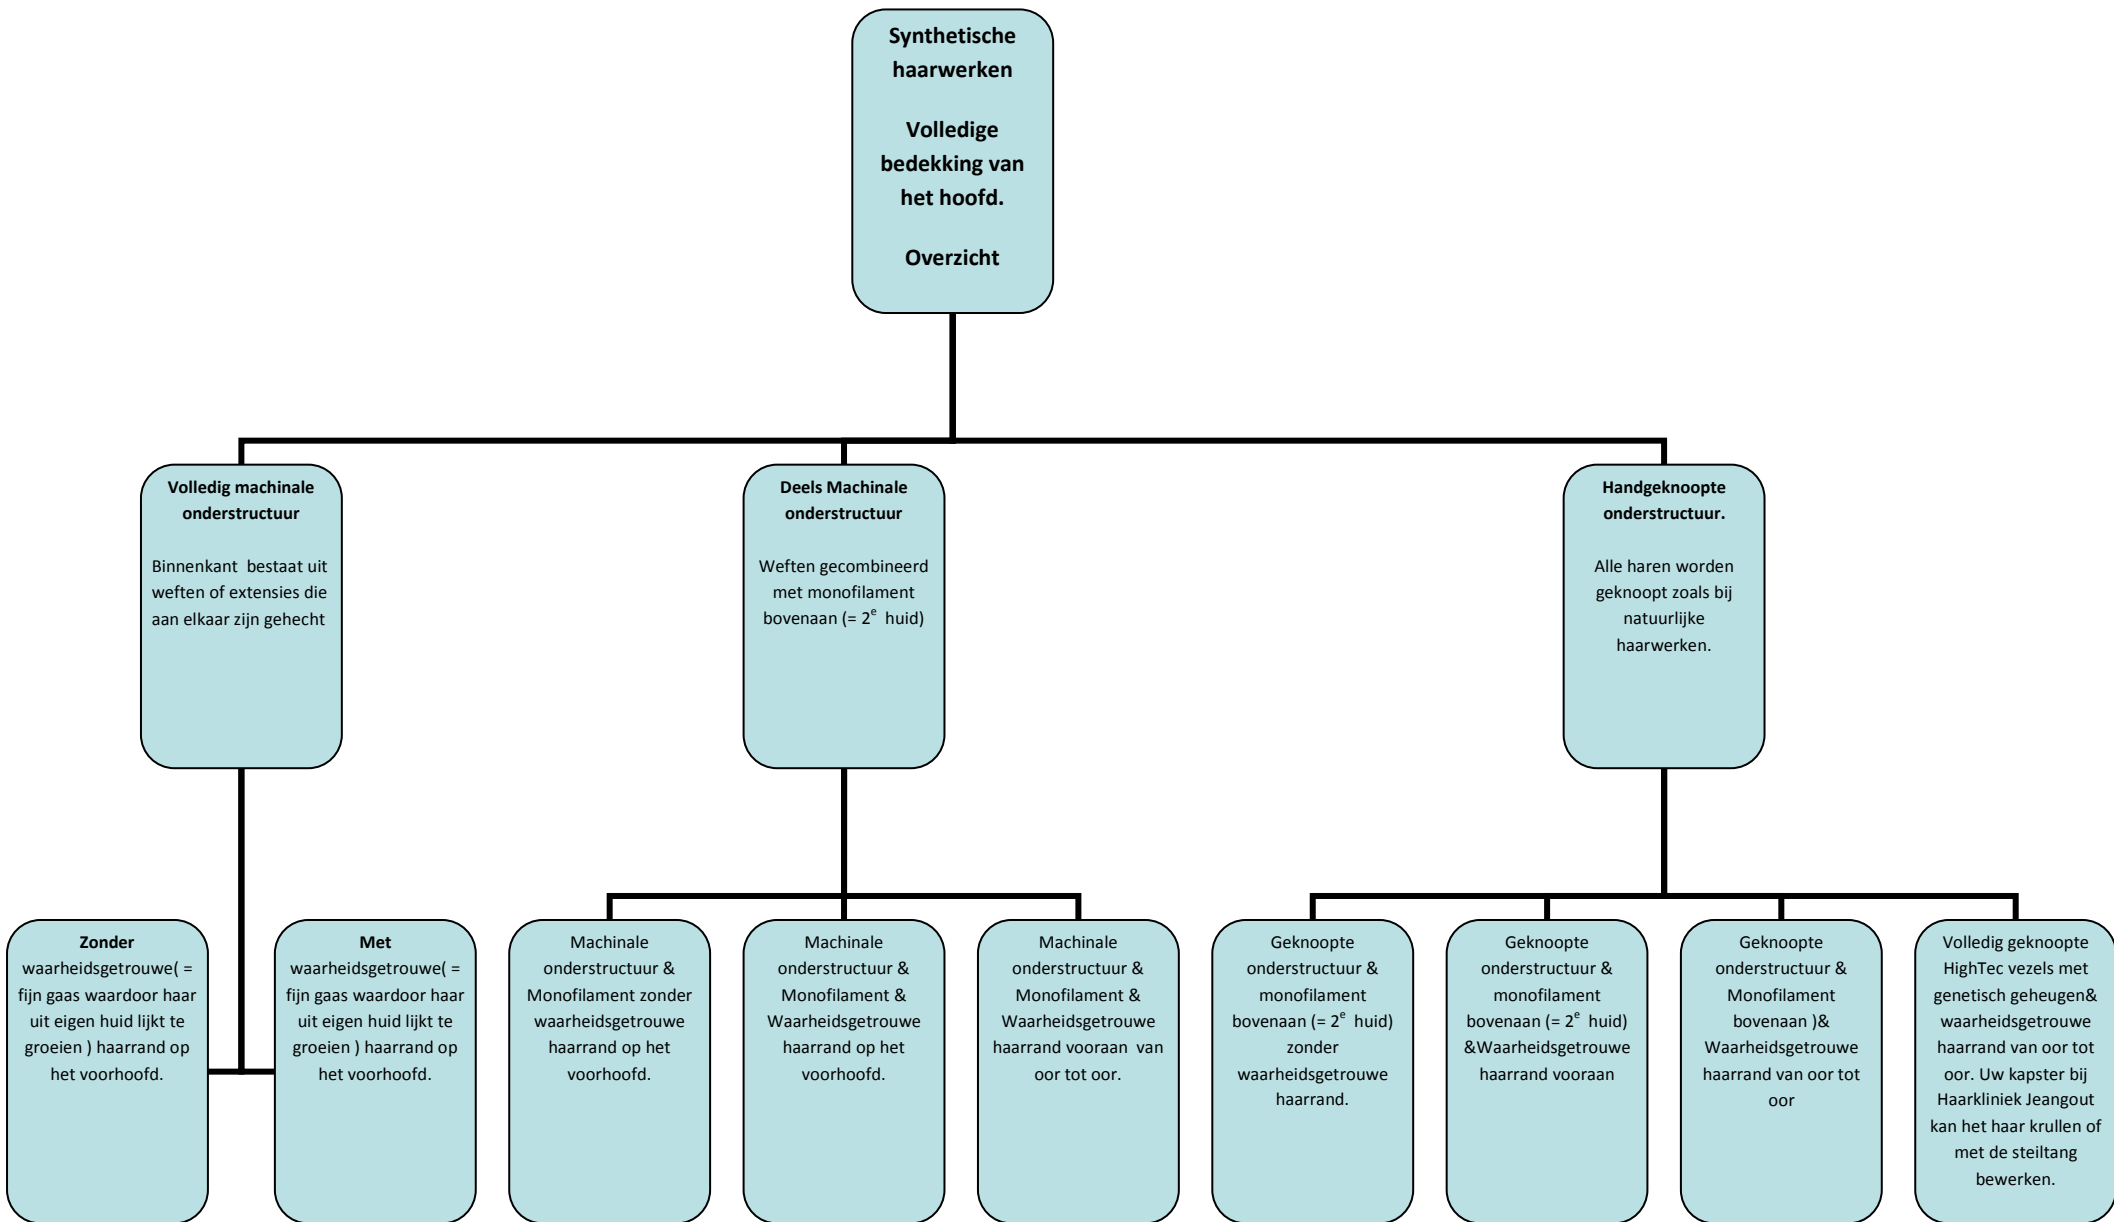 Synthetische
haarwerken
Volledige
bedekking van
het hoofd.
Overzicht
Volledig machinale
onderstructuur
Binnenkant bestaat uit
weften of extensies die
aan elkaar zijn gehecht
Deels Machinale
onderstructuur
Weften gecombineerd
met monofilament
bovenaan (= 2e huid)
Handgeknoopte
onderstructuur.
Alle haren worden
geknoopt zoals bij
natuurlijke
haarwerken.
Zonder
waarheidsgetrouwe( =
fijn gaas waardoor haar
uit eigen huid lijkt te
groeien ) haarrand op
het voorhoofd.
Met
waarheidsgetrouwe( =
fijn gaas waardoor haar
uit eigen huid lijkt te
groeien ) haarrand op
het voorhoofd.
Machinale
onderstructuur &
Monofilament zonder
waarheidsgetrouwe
haarrand op het
voorhoofd.
Machinale
onderstructuur &
Monofilament &
Waarheidsgetrouwe
haarrand op het
voorhoofd.
Machinale
onderstructuur &
Monofilament &
Waarheidsgetrouwe
haarrand vooraan van
oor tot oor.
Geknoopte
onderstructuur &
monofilament
bovenaan (= 2e huid)
zonder
waarheidsgetrouwe
haarrand.
Geknoopte
onderstructuur &
monofilament
bovenaan (= 2e huid)
&Waarheidsgetrouwe
haarrand vooraan
Geknoopte
onderstructuur &
Monofilament
bovenaan )&
Waarheidsgetrouwe
haarrand van oor tot
oor
Volledig geknoopte
HighTec vezels met
genetisch geheugen&
waarheidsgetrouwe
haarrand van oor tot
oor. Uw kapster bij
Haarkliniek Jeangout
kan het haar krullen of
met de steiltang
bewerken.